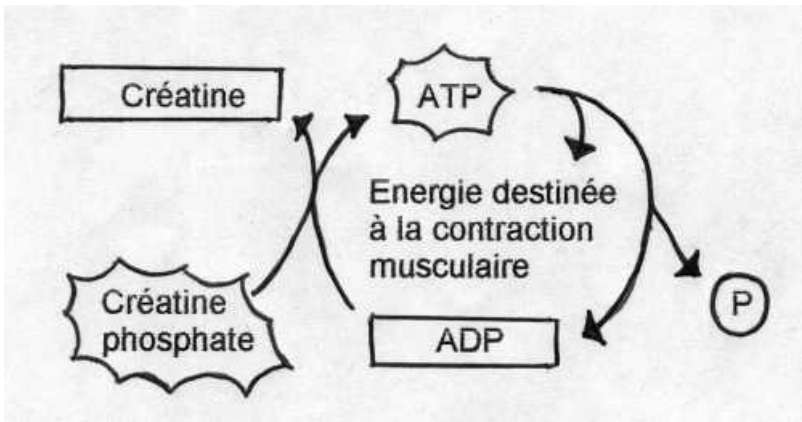 Créatine
ATP
Energie destinée
à la contraction
musculaire
Créatine
phosphate
ADP
P